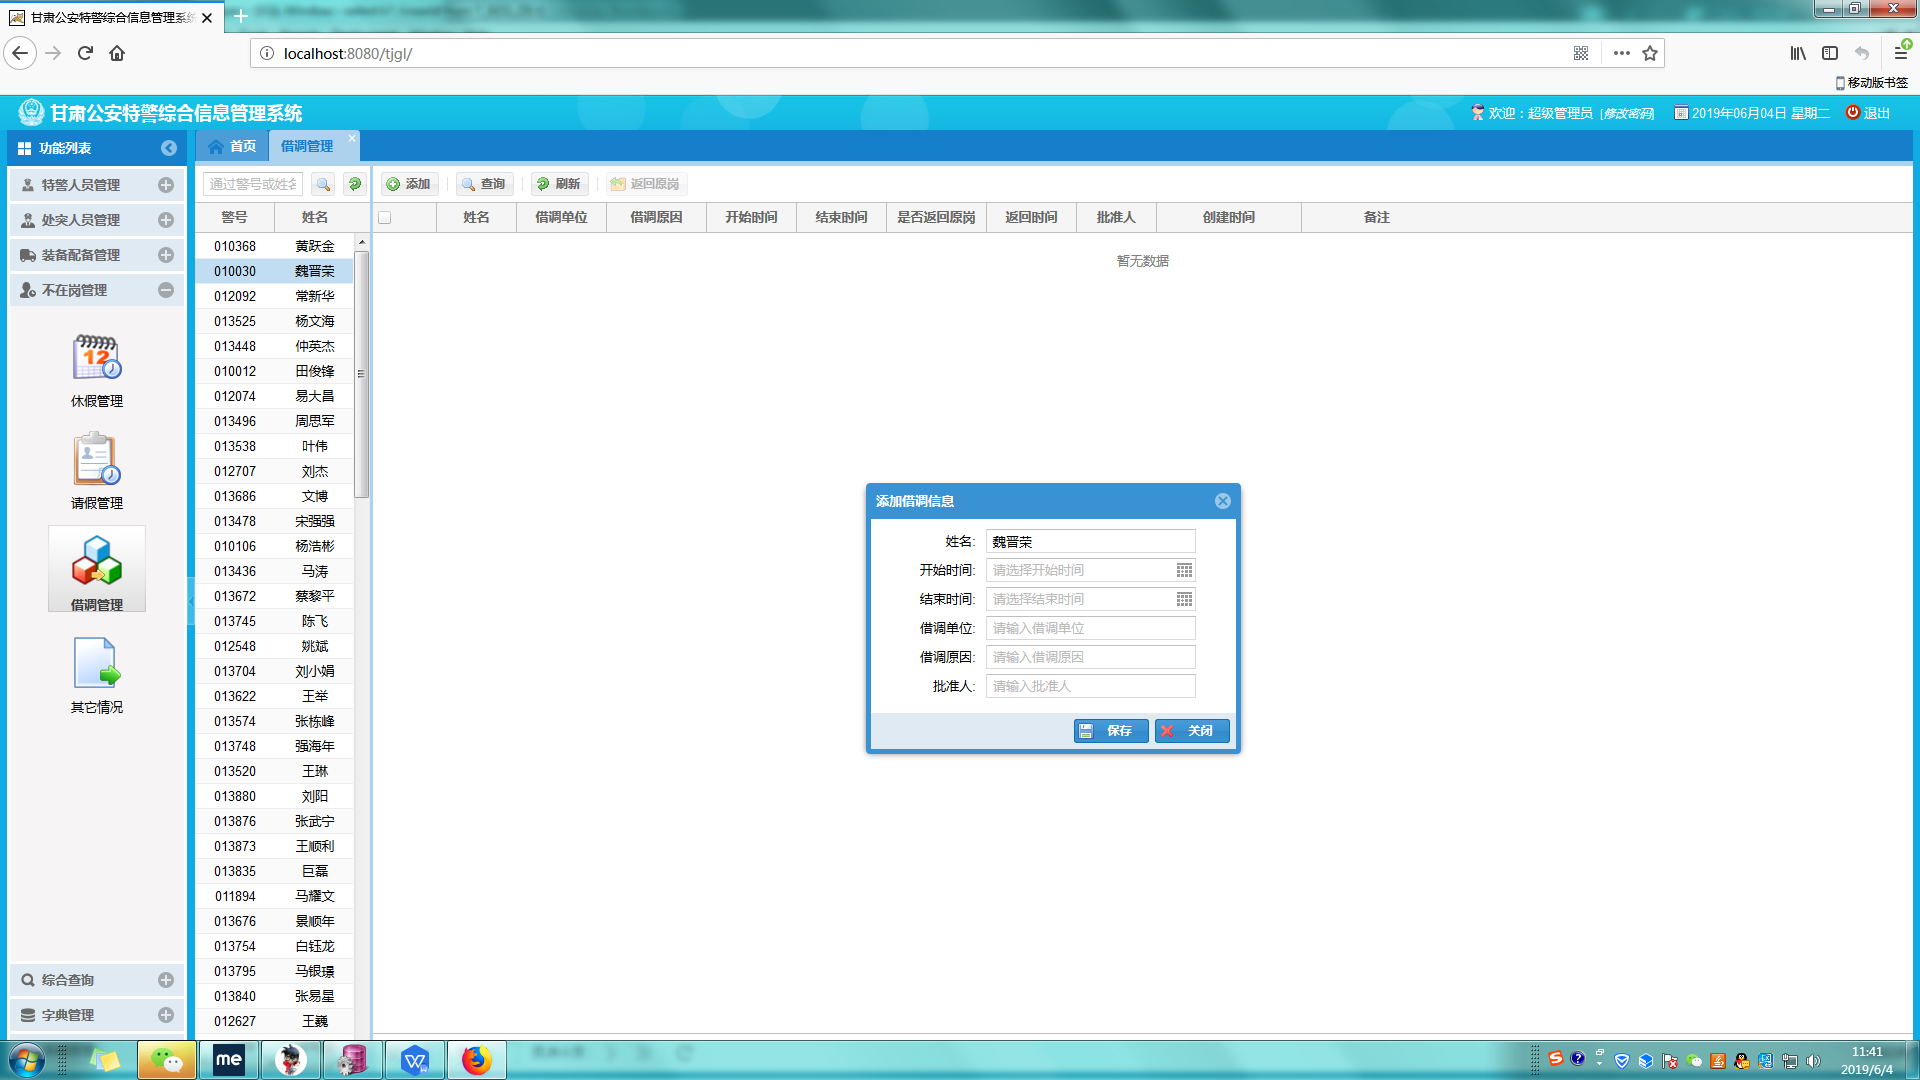 甘肃公安特警综合信息管理系统
localhost:8080/tjgl/
移动版书签
甘肃公安特警综合信息管理系统
欢迎：超级管理员 [修改密码] 2019年06月04日 星期二 退出
功能列表
首页 借调管理
特警人员管理
处突人员管理
装备配备管理
不在岗管理
休假管理
请假管理
借调管理
其它情况
综合查询
字典管理
通过警号或姓名
添加 查询 刷新 返回原岗
警号 姓名
姓名 借调单位 借调原因 开始时间 结束时间 是否返回原岗 返回时间 批准人 创建时间 备注
暂无数据
010368 黄跃金
010030 魏晋荣
012092 常新华
013525 杨文海
013448 仲英杰
010012 田俊锋
012074 易大昌
013496 周思军
013538 叶伟
012707 刘杰
013686 文博
013478 宋强强
010106 杨浩彬
013436 马涛
013672 蔡黎平
013745 陈飞
012548 姚斌
013704 刘小娟
013622 王举
013574 张栋峰
013748 强海年
013520 王琳
013880 刘阳
013876 张武宁
013873 王顺利
013835 巨磊
011894 马耀文
013676 景顺年
013754 白钰龙
013795 马银璟
013840 张易星
012627 王巍
添加借调信息
姓名: 魏晋荣
开始时间: 请选择开始时间
结束时间: 请选择结束时间
借调单位: 请输入借调单位
借调原因: 请输入借调原因
批准人: 请输入批准人
保存 关闭
me
11:41
2019/6/4